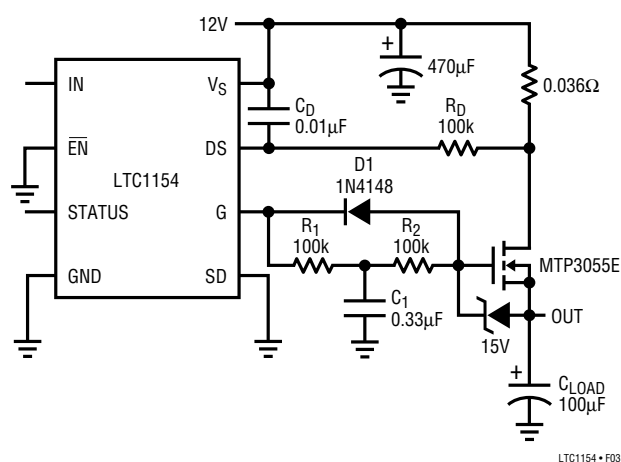 12V
+
470µF
0.036Ω
IN
V_S
C_D
0.01µF
R_D
100k
EN
DS
LTC1154
D1
1N4148
STATUS
G
R_1
100k
R_2
100k
MTP3055E
GND
SD
C_1
0.33µF
15V
OUT
+
C_LOAD
100µF
LTC1154 • F03